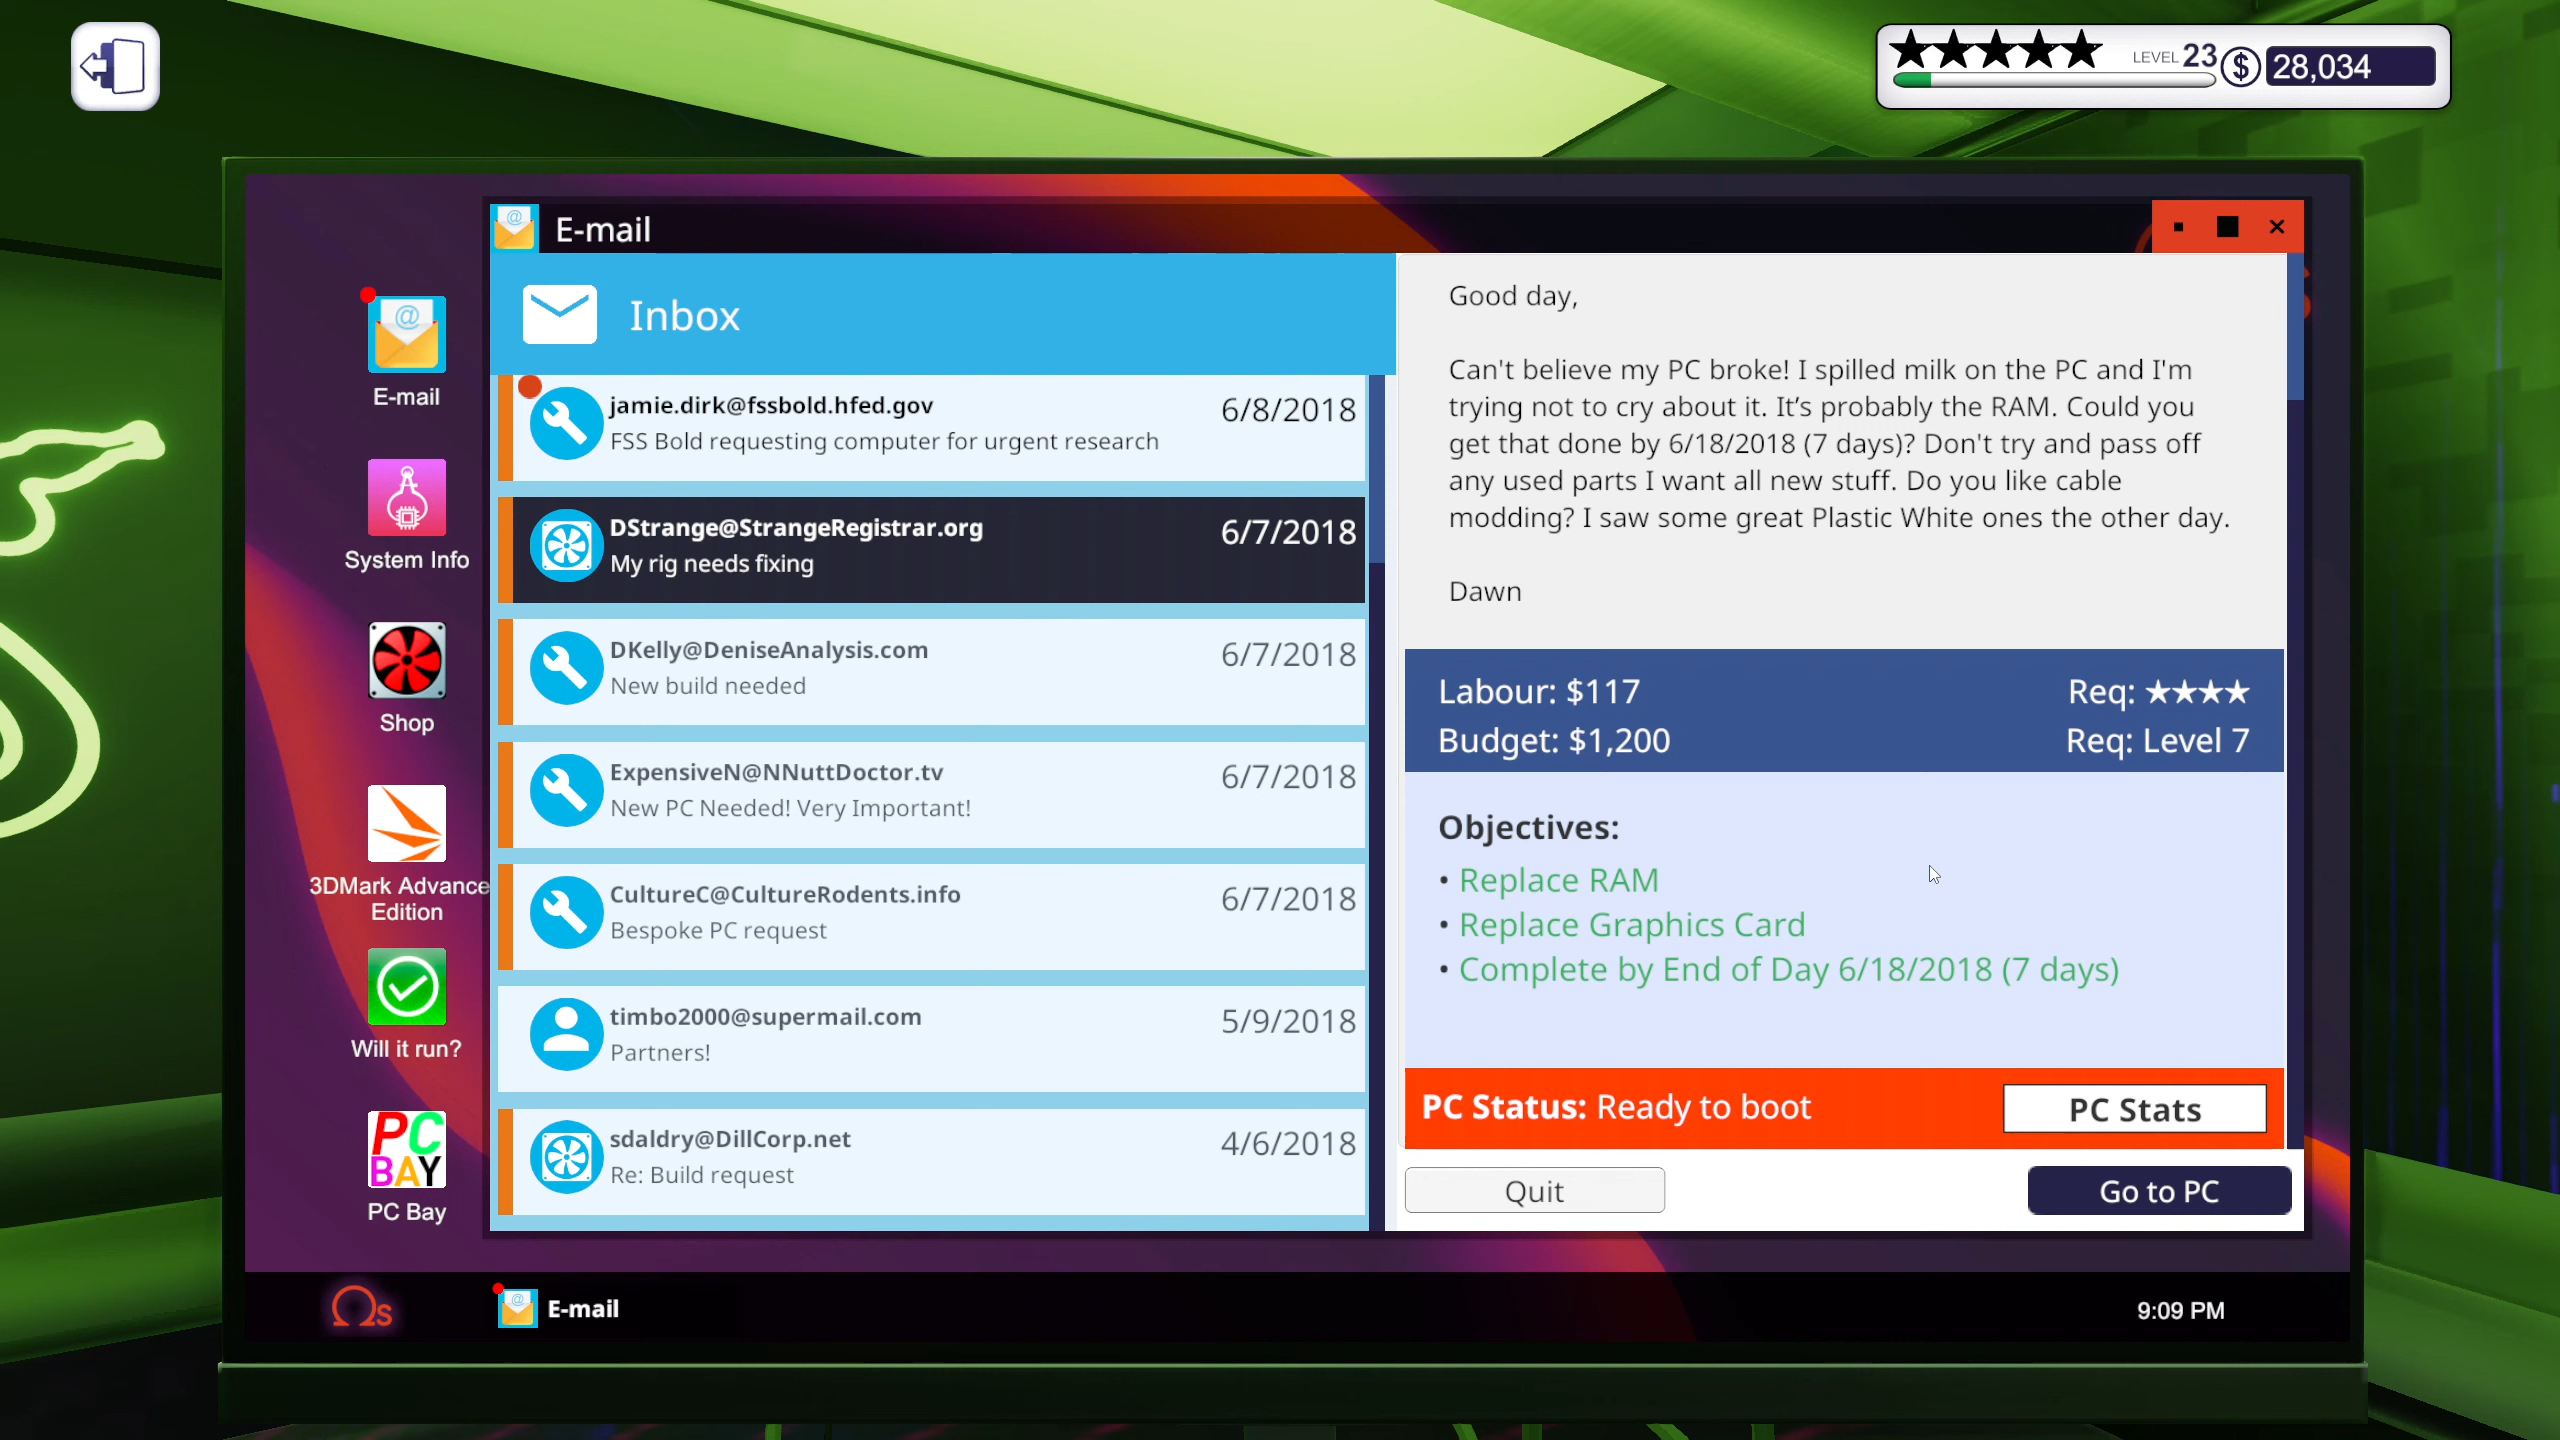 LEVEL 23
$ 28,034
E-mail
Inbox
jamie.dirk@fssbold.hfed.gov
6/8/2018
FSS Bold requesting computer for urgent research
DStrange@StrangeRegistrar.org
6/7/2018
My rig needs fixing
DKelly@DeniseAnalysis.com
6/7/2018
New build needed
ExpensiveN@NNuttDoctor.tv
6/7/2018
New PC Needed! Very Important!
CultureC@CultureRodents.info
6/7/2018
Bespoke PC request
timbo2000@supermail.com
5/9/2018
Partners!
sdaldry@DillCorp.net
4/6/2018
Re: Build request
Good day,
Can't believe my PC broke! I spilled milk on the PC and I'm
trying not to cry about it. It’s probably the RAM. Could you
get that done by 6/18/2018 (7 days)? Don't try and pass off
any used parts I want all new stuff. Do you like cable
modding? I saw some great Plastic White ones the other day.
Dawn
Labour: $117
Req: ★★★★
Budget: $1,200
Req: Level 7
Objectives:
• Replace RAM
• Replace Graphics Card
• Complete by End of Day 6/18/2018 (7 days)
PC Status: Ready to boot
PC Stats
Quit
Go to PC
E-mail
System Info
Shop
3DMark Advance
Edition
Will it run?
PC
BAY
PC Bay
Ωs
E-mail
9:09 PM